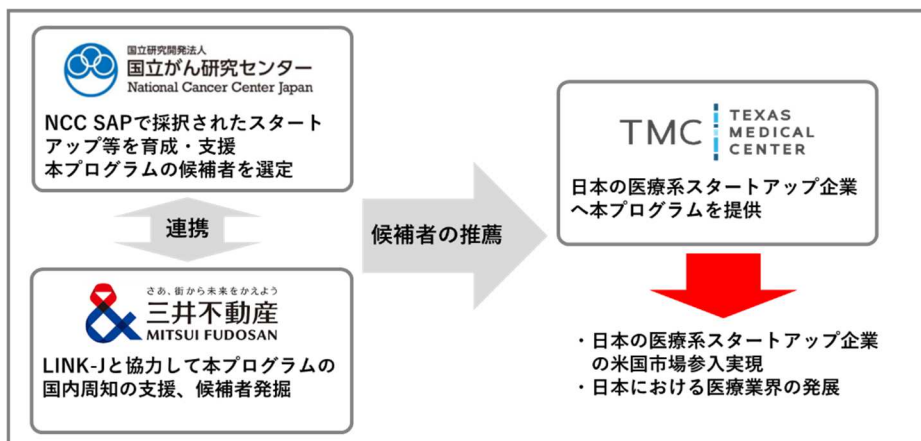 国立研究開発法人
国立がん研究センター
National Cancer Center Japan
NCC SAPで採択されたスタート
アップ等を育成・支援
本プログラムの候補者を選定
連携
さあ、街から未来をかえよう
三井不動産
MITSUI FUDOSAN
LINK-Jと協力して本プログラムの
国内周知の支援、候補者発掘
候補者の推薦
TMC
TEXAS
MEDICAL
CENTER
日本の医療系スタートアップ企業
へ本プログラムを提供
・日本の医療系スタートアップ企業
の米国市場参入実現
・日本における医療業界の発展